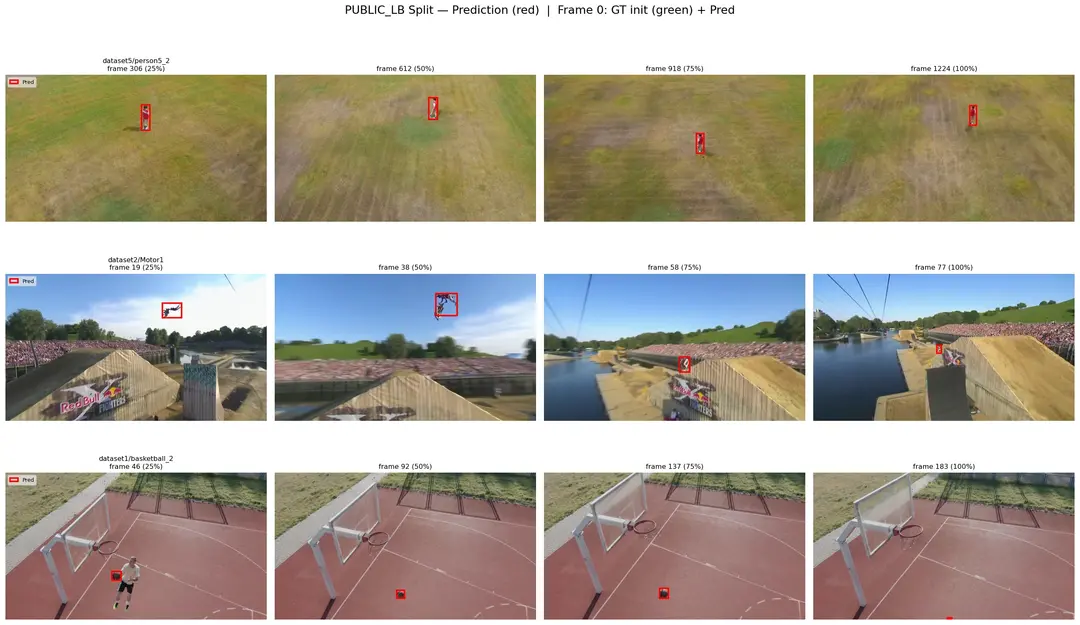 PUBLIC_LB Split — Prediction (red) | Frame 0: GT init (green) + Pred
dataset5/person5_2
frame 306 (25%)
frame 612 (50%)
frame 918 (75%)
frame 1224 (100%)
Pred
dataset2/Motor1
frame 19 (25%)
frame 38 (50%)
frame 58 (75%)
frame 77 (100%)
Pred
Red Bull
FIGHTERS
dataset1/basketball_2
frame 46 (25%)
frame 92 (50%)
frame 137 (75%)
frame 183 (100%)
Pred